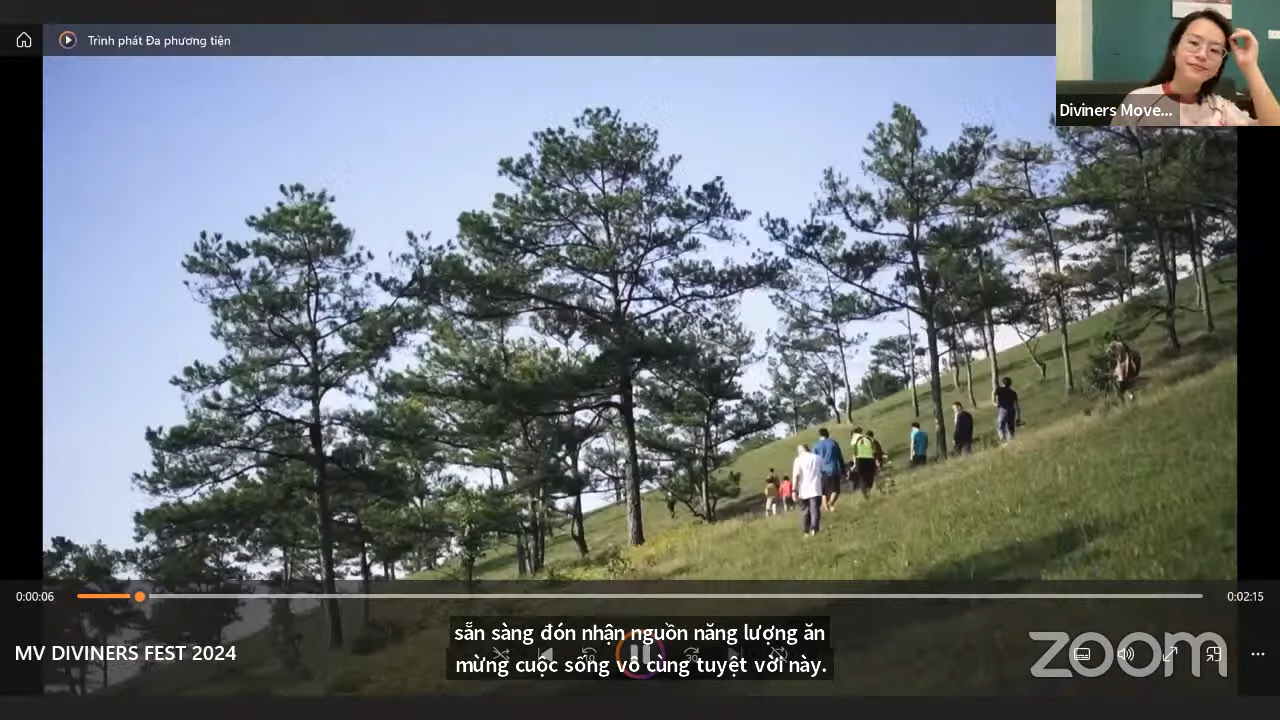 Trình phát Đa phương tiện
Diviners Move...
0:00:06
0:02:15
sẵn sàng đón nhận nguồn năng lượng ăn
mừng cuộc sống vô cùng tuyệt vời này.
MV DIVINERS FEST 2024
zoom